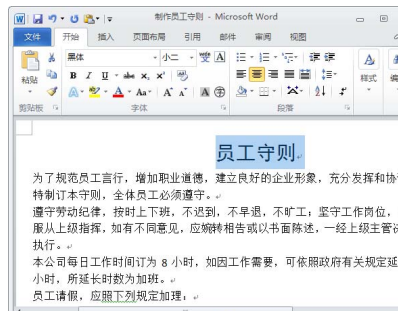 制作员工守则 - Microsoft Word
文件 开始 插入 页面布局 引用 邮件 审阅 视图
黑体 小二
粘贴 样式
剪贴板 字体 段落
员工守则
为了规范员工言行，增加职业道德，建立良好的企业形象，充分发挥和协
特制订本守则，全体员工必须遵守。
遵守劳动纪律，按时上下班，不迟到，不早退，不旷工；坚守工作岗位，
服从上级指挥，如有不同意见，应婉转相告或以书面陈述，一经上级主管决
执行。
本公司每日工作时间订为 8 小时，如因工作需要，可依照政府有关规定延
小时，所延长时数为加班。
员工请假，应照下列规定加理：